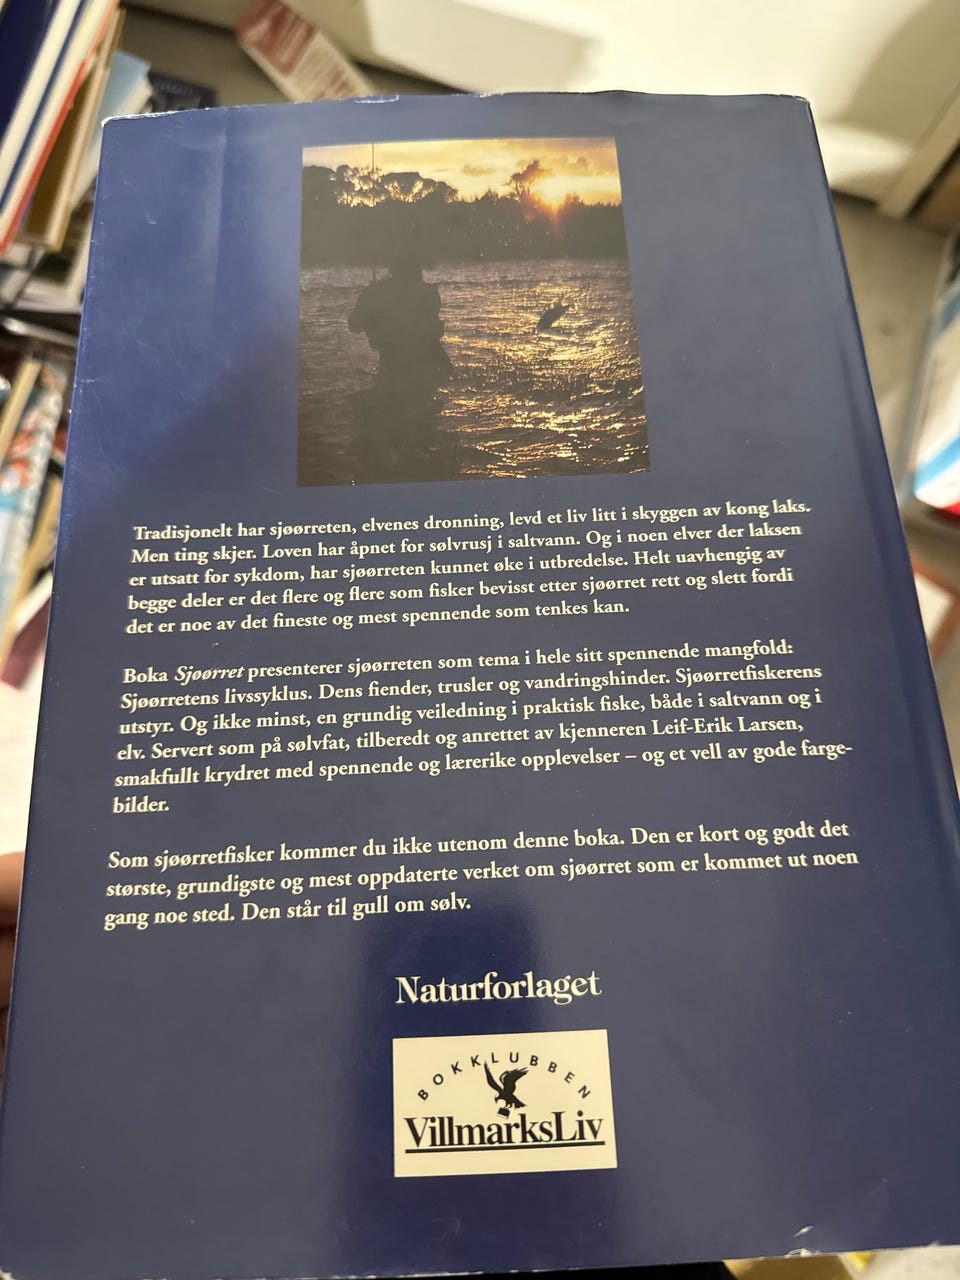 Tradisjonelt har sjøørreten, elvenes dronning, levd et liv litt i skyggen av kong laks.
Men ting skjer. Loven har åpnet for sølvrusj i saltvann. Og i noen elver der laksen
er utsatt for sykdom, har sjøørreten kunnet øke i utbredelse. Helt uavhengig av
begge deler er det flere og flere som fisker bevisst etter sjøørret rett og slett fordi
det er noe av det fineste og mest spennende som tenkes kan.
Boka Sjøørret presenterer sjøørreten som tema i hele sitt spennende mangfold:
Sjøørretens livssyklus. Dens fiender, trusler og vandringshinder. Sjøørretfiskerens
utstyr. Og ikke minst, en grundig veiledning i praktisk fiske, både i saltvann og i
elv. Servert som på sølvfat, tilberedt og anrettet av kjenneren Leif-Erik Larsen,
smakfullt krydret med spennende og lærerike opplevelser – og et vell av gode farge-
bilder.
Som sjøørretfisker kommer du ikke utenom denne boka. Den er kort og godt det
største, grundigste og mest oppdaterte verket om sjøørret som er kommet ut noen
gang noe sted. Den står til gull om sølv.
Naturforlaget
BOKKLUBBEN
VillmarksLiv